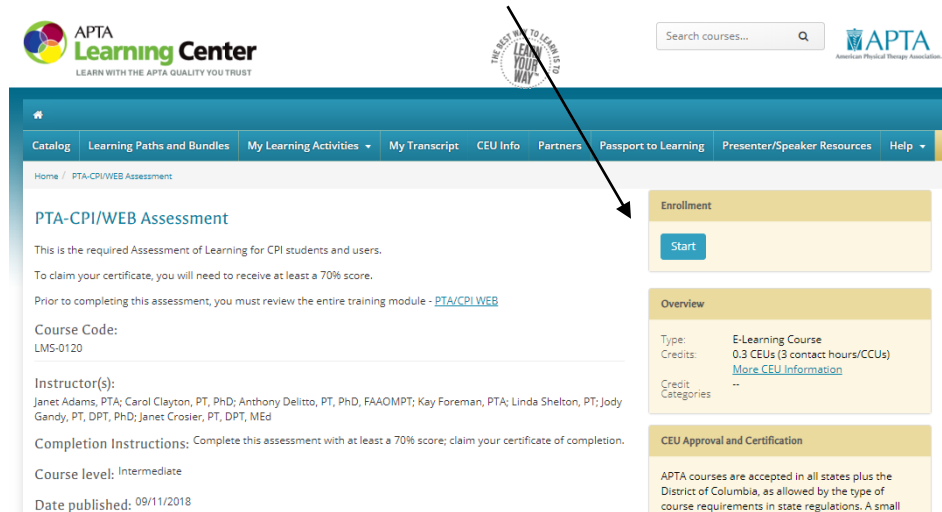 APTA
Learning Center
LEARN WITH THE APTA QUALITY YOU TRUST
THE BEST WAY TO LEARN IS TO
LEARN
YOUR
WAY™
Search courses...
APTA
American Physical Therapy Association.
Catalog
Learning Paths and Bundles
My Learning Activities
My Transcript
CEU Info
Partners
Passport to Learning
Presenter/Speaker Resources
Help
Home / PTA-CPI/WEB Assessment
PTA-CPI/WEB Assessment
This is the required Assessment of Learning for CPI students and users.
To claim your certificate, you will need to receive at least a 70% score.
Prior to completing this assessment, you must review the entire training module - PTA/CPI WEB
Course Code:
LMS-0120
Instructor(s):
Janet Adams, PTA; Carol Clayton, PT, PhD; Anthony Delitto, PT, PhD, FAAOMPT; Kay Foreman, PTA; Linda Shelton, PT; Jody
Gandy, PT, DPT, PhD; Janet Crosier, PT, DPT, MEd
Completion Instructions: Complete this assessment with at least a 70% score; claim your certificate of completion.
Course level: Intermediate
Date published: 09/11/2018
Enrollment
Start
Overview
Type: E-Learning Course
Credits: 0.3 CEUs (3 contact hours/CCUs)
More CEU Information
Credit --
Categories
CEU Approval and Certification
APTA courses are accepted in all states plus the
District of Columbia, as allowed by the type of
course requirements in state regulations. A small